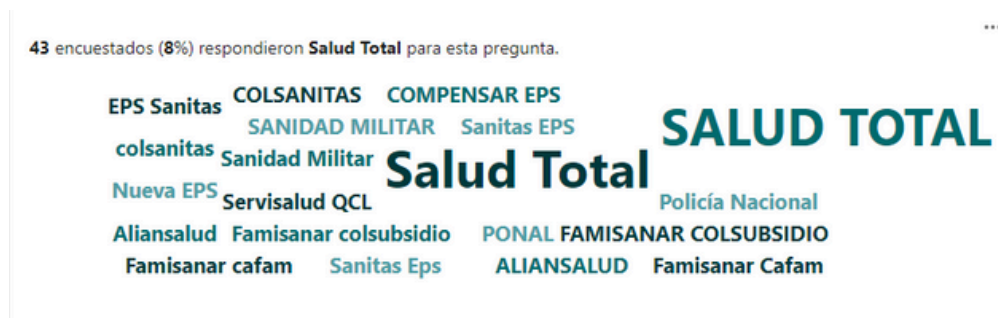 43 encuestados (8%) respondieron Salud Total para esta pregunta.
EPS Sanitas COLSANITAS COMPENSAR EPS
SANIDAD MILITAR Sanitas EPS SALUD TOTAL
colsanitas Sanidad Militar Salud Total
Nueva EPS Servisalud QCL Policía Nacional
Aliansalud Famisanar colsubsidio PONAL FAMISANAR COLSUBSIDIO
Famisanar cafam Sanitas Eps ALIANSALUD Famisanar Cafam